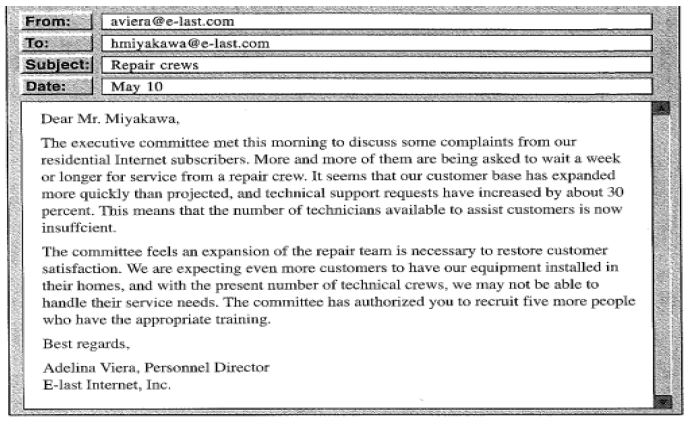 From: aviera@e-last.com
To: hmiyakawa@e-last.com
Subject: Repair crews
Date: May 10
Dear Mr. Miyakawa,
The executive committee met this morning to discuss some complaints from our
residential Internet subscribers. More and more of them are being asked to wait a week
or longer for service from a repair crew. It seems that our customer base has expanded
more quickly than projected, and technical support requests have increased by about 30
percent. This means that the number of technicians available to assist customers is now
insuffcient.
The committee feels an expansion of the repair team is necessary to restore customer
satisfaction. We are expecting even more customers to have our equipment installed in
their homes, and with the present number of technical crews, we may not be able to
handle their service needs. The committee has authorized you to recruit five more people
who have the appropriate training.
Best regards,
Adelina Viera, Personnel Director
E-last Internet, Inc.